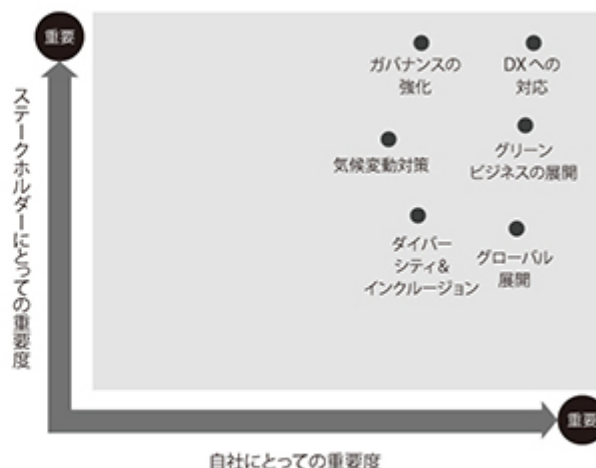 重要
ガバナンスの
強化
DXへの
対応
気候変動対策
グリーン
ビジネスの展開
ダイバー
シティ&
インクルージョン
グローバル
展開
ステークホルダーにとっての重要度
重要
自社にとっての重要度